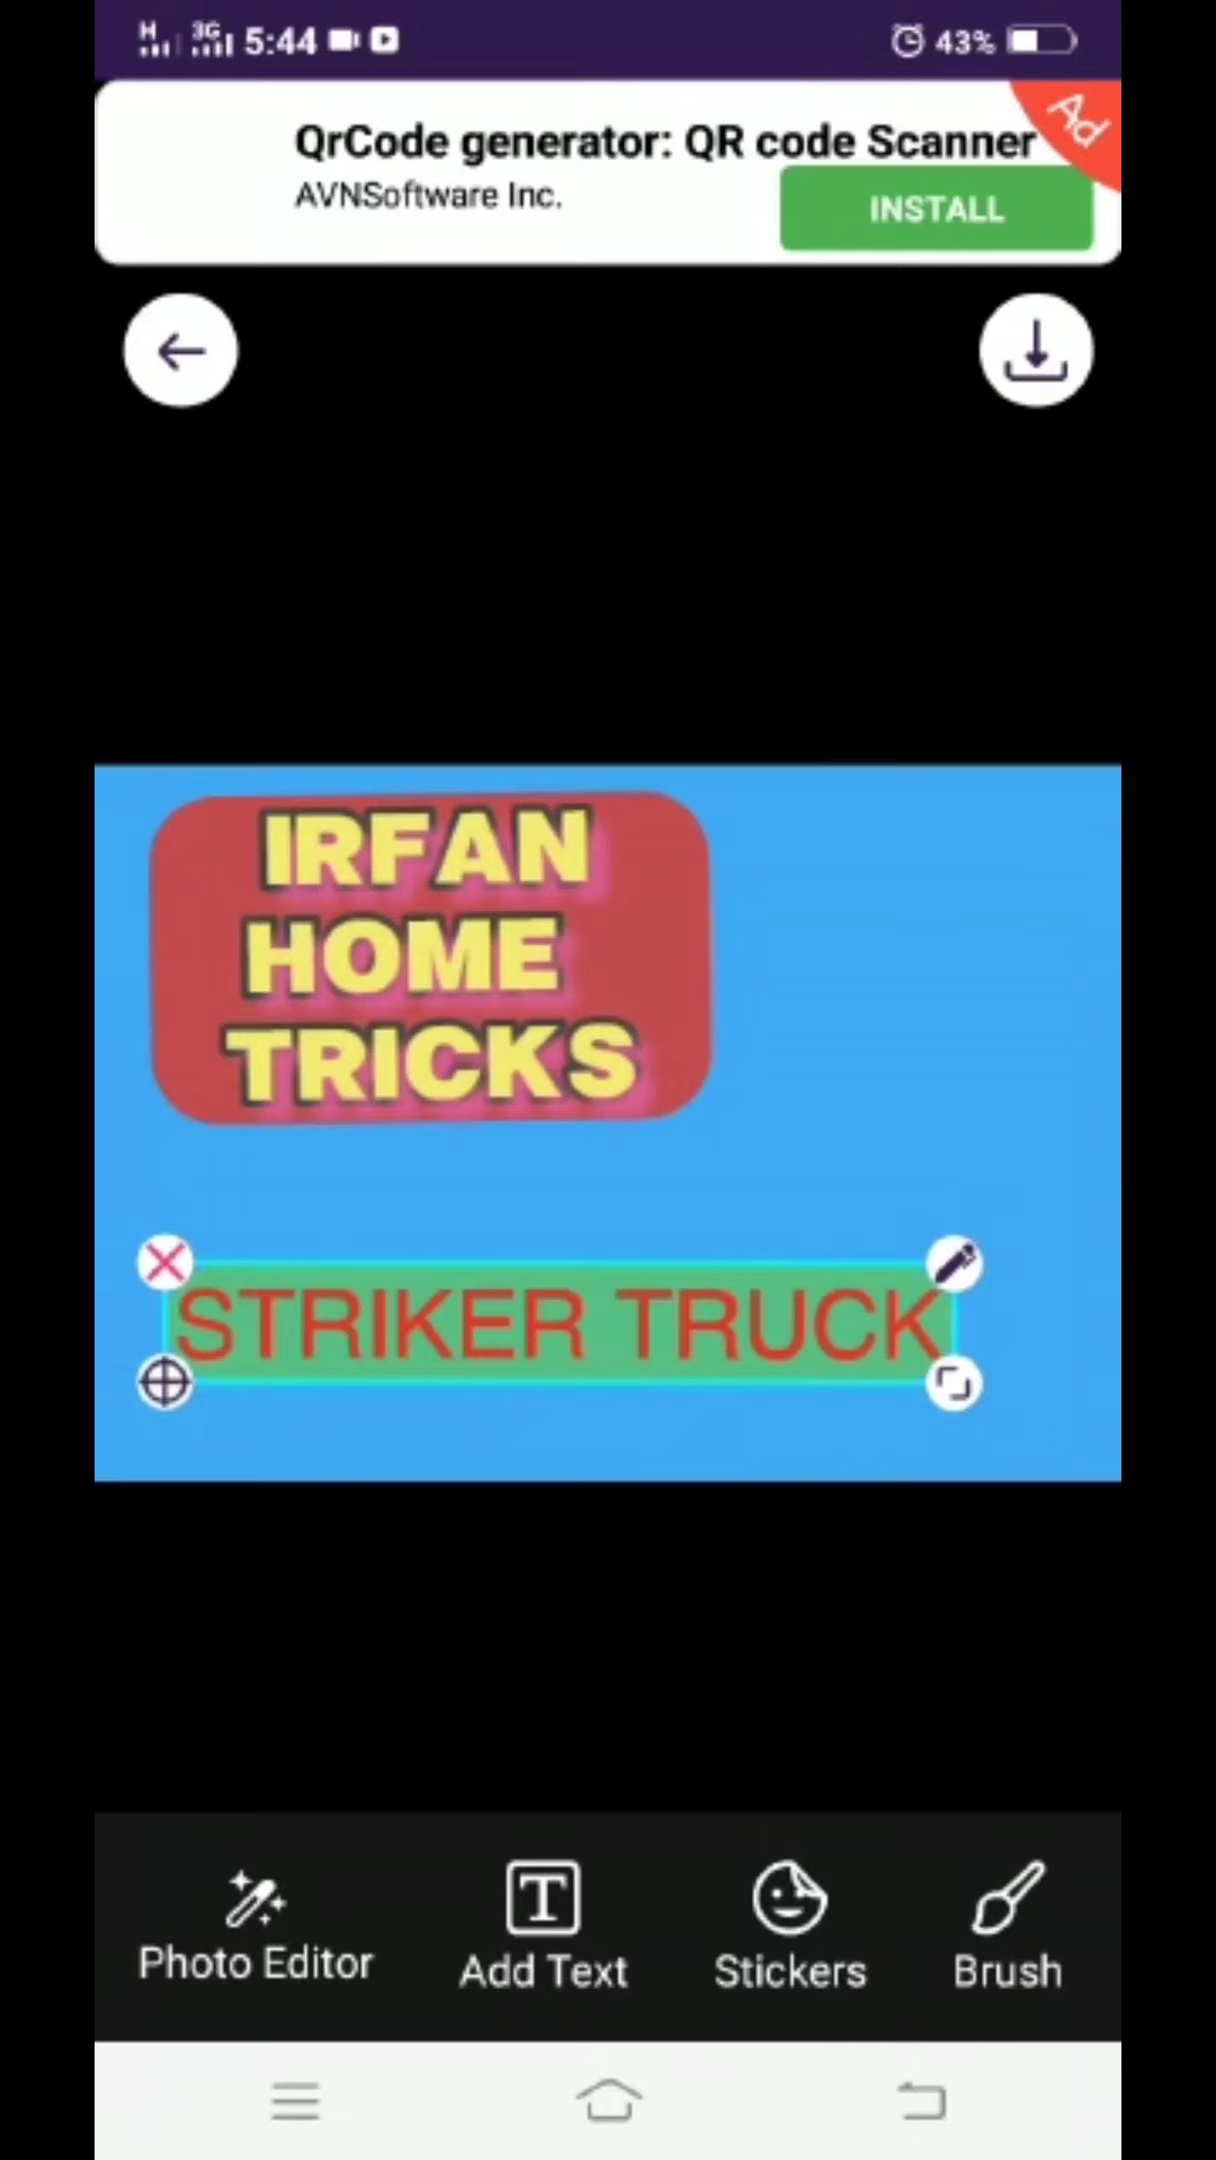 H 3G 5:44 43%
QrCode generator: QR code Scanner
Ad
AVNSoftware Inc.
INSTALL
IRFAN
HOME
TRICKS
STRIKER TRUCK
Photo Editor
Add Text
Stickers
Brush